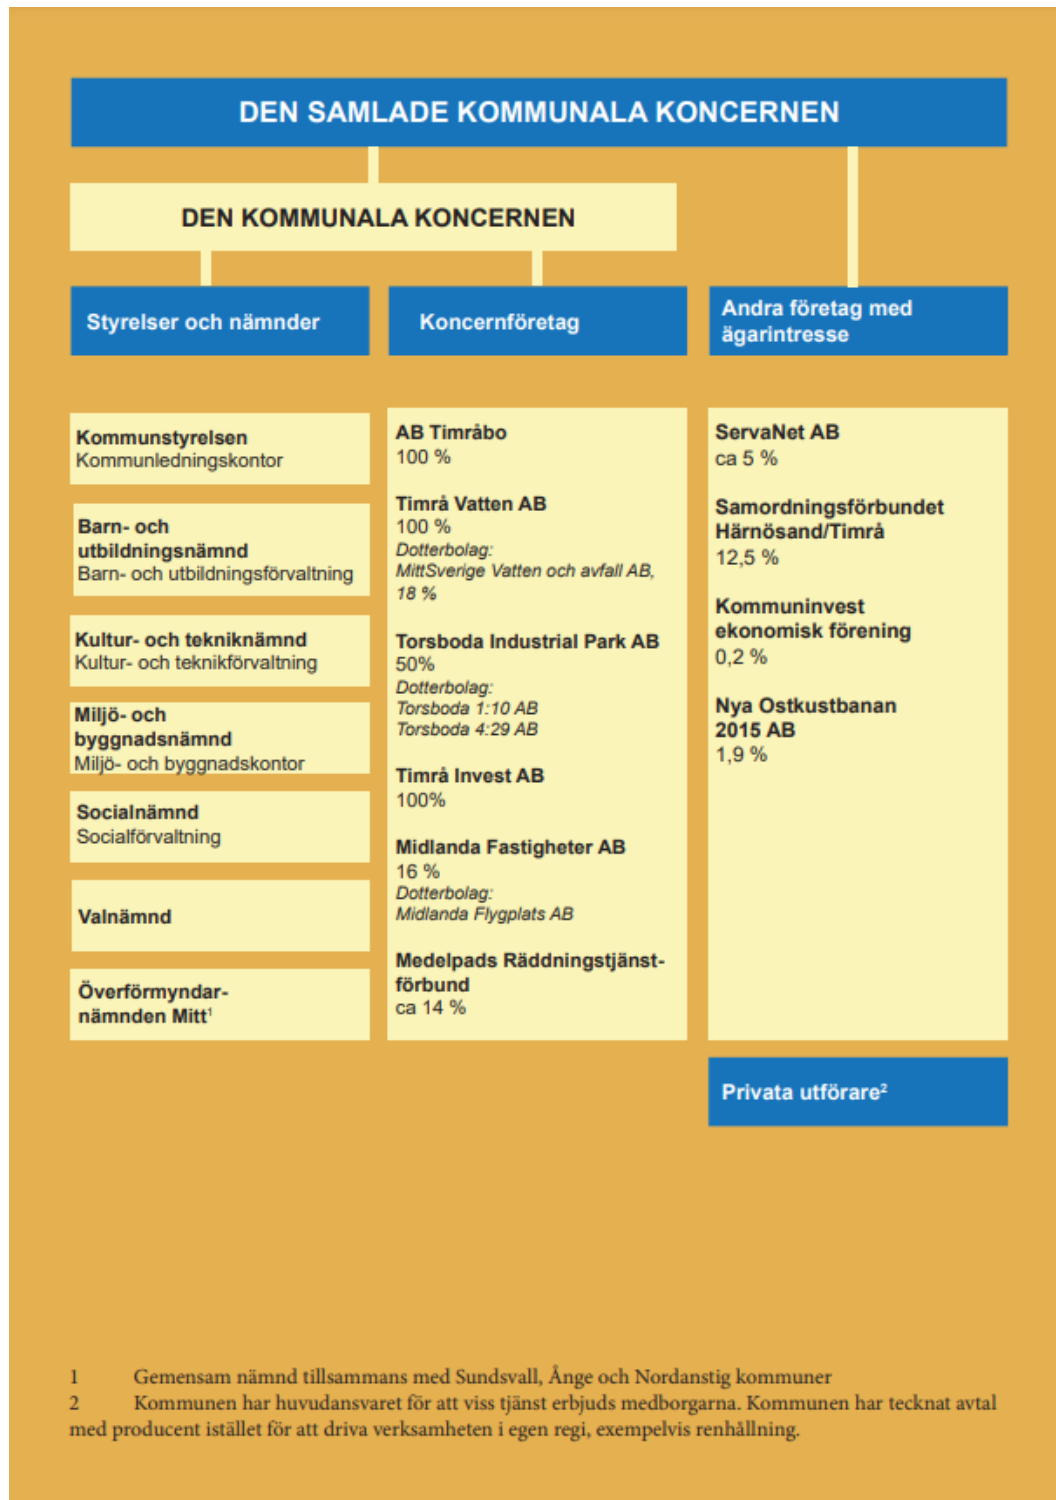 DEN SAMLADE KOMMUNALA KONCERNEN
DEN KOMMUNALA KONCERNEN
Styrelser och nämnder
Koncernföretag
Andra företag med
ägarintresse
Kommunstyrelsen
Kommunledningskontor
Barn- och
utbildningsnämnd
Barn- och utbildningsförvaltning
Kultur- och tekniknämnd
Kultur- och teknikförvaltning
Miljö- och
byggnadsnämnd
Miljö- och byggnadskontor
Socialnämnd
Socialförvaltning
Valnämnd
Överförmyndar-
nämnden Mitt¹
AB Timråbo
100 %
Timrå Vatten AB
100 %
Dotterbolag:
MittSverige Vatten och avfall AB,
18 %
Torsboda Industrial Park AB
50%
Dotterbolag:
Torsboda 1:10 AB
Torsboda 4:29 AB
Timrå Invest AB
100%
Midlanda Fastigheter AB
16 %
Dotterbolag:
Midlanda Flygplats AB
Medelpads Räddningstjänst-
förbund
ca 14 %
ServaNet AB
ca 5 %
Samordningsförbundet
Härnösand/Timrå
12,5 %
Kommuninvest
ekonomisk förening
0,2 %
Nya Ostkustbanan
2015 AB
1,9 %
Privata utförare²
1 Gemensam nämnd tillsammans med Sundsvall, Ånge och Nordanstig kommuner
2 Kommunen har huvudansvaret för att viss tjänst erbjuds medborgarna. Kommunen har tecknat avtal
med producent istället för att driva verksamheten i egen regi, exempelvis renhållning.